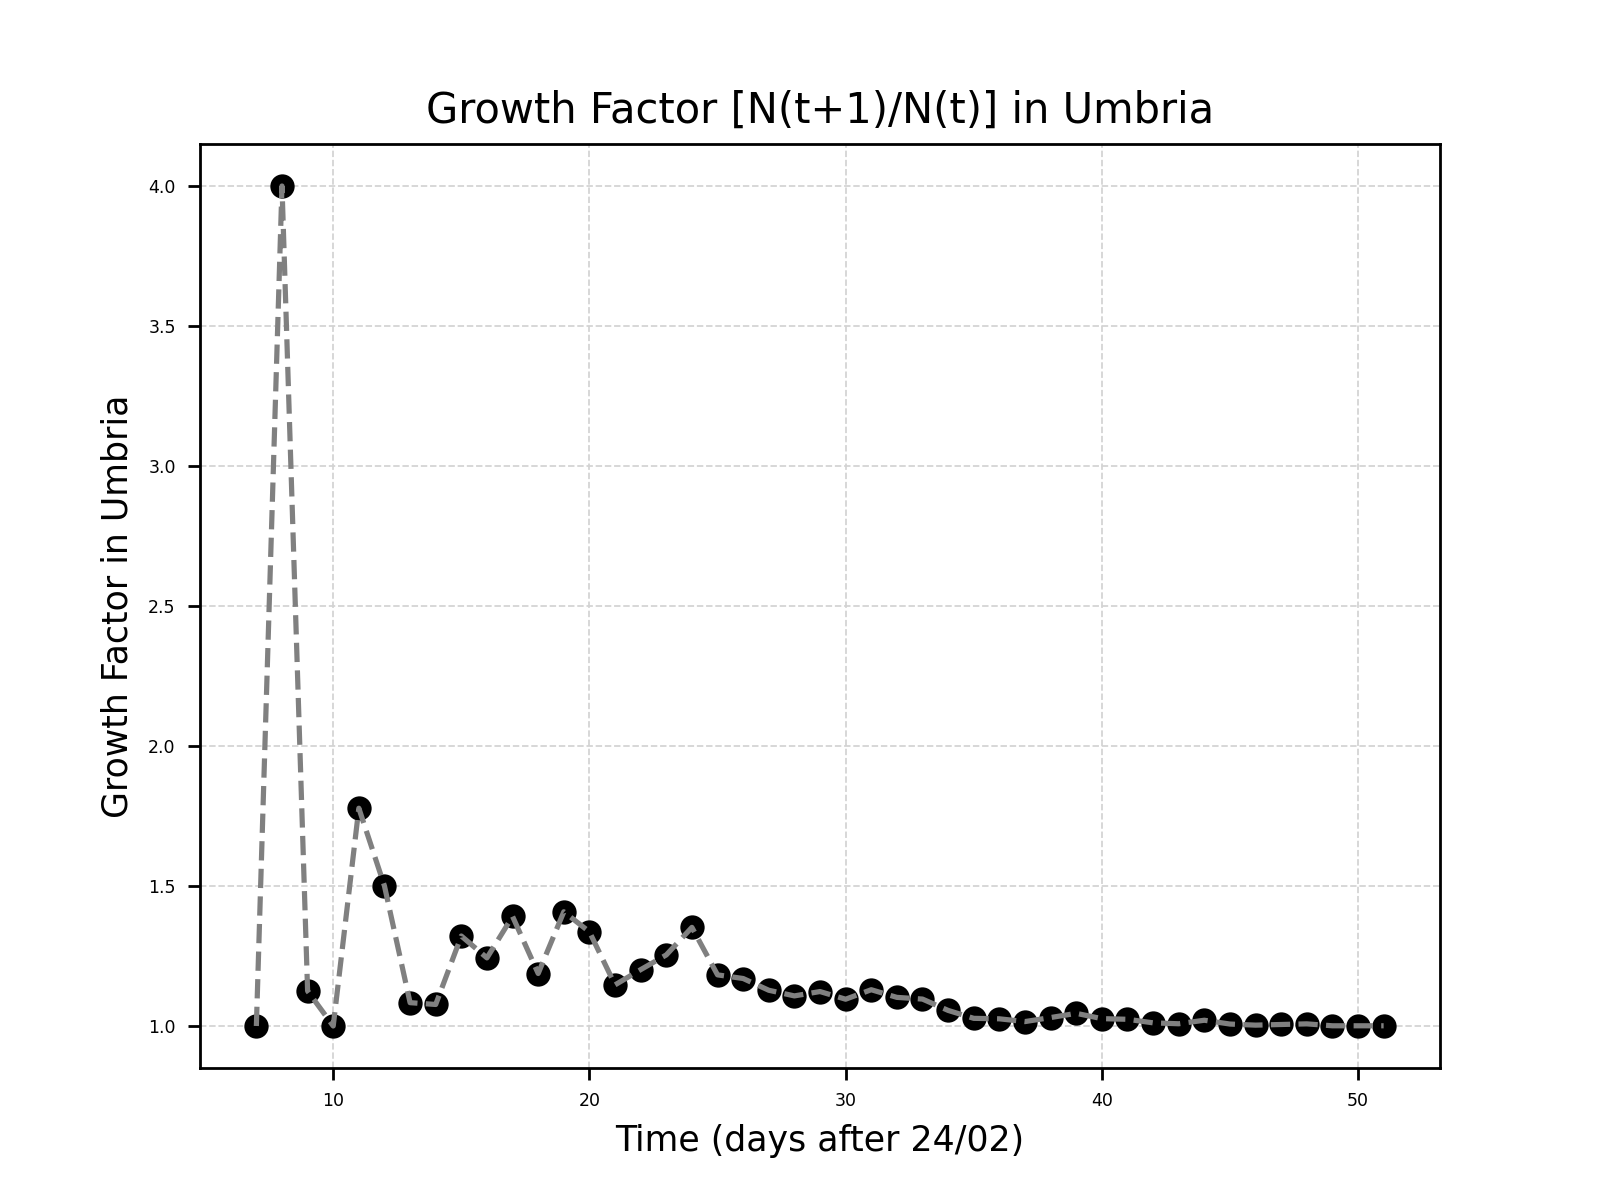 Growth Factor [N(t+1)/N(t)] in Umbria
Growth Factor in Umbria
4.0
3.5
3.0
2.5
2.0
1.5
1.0
10 20 30 40 50
Time (days after 24/02)